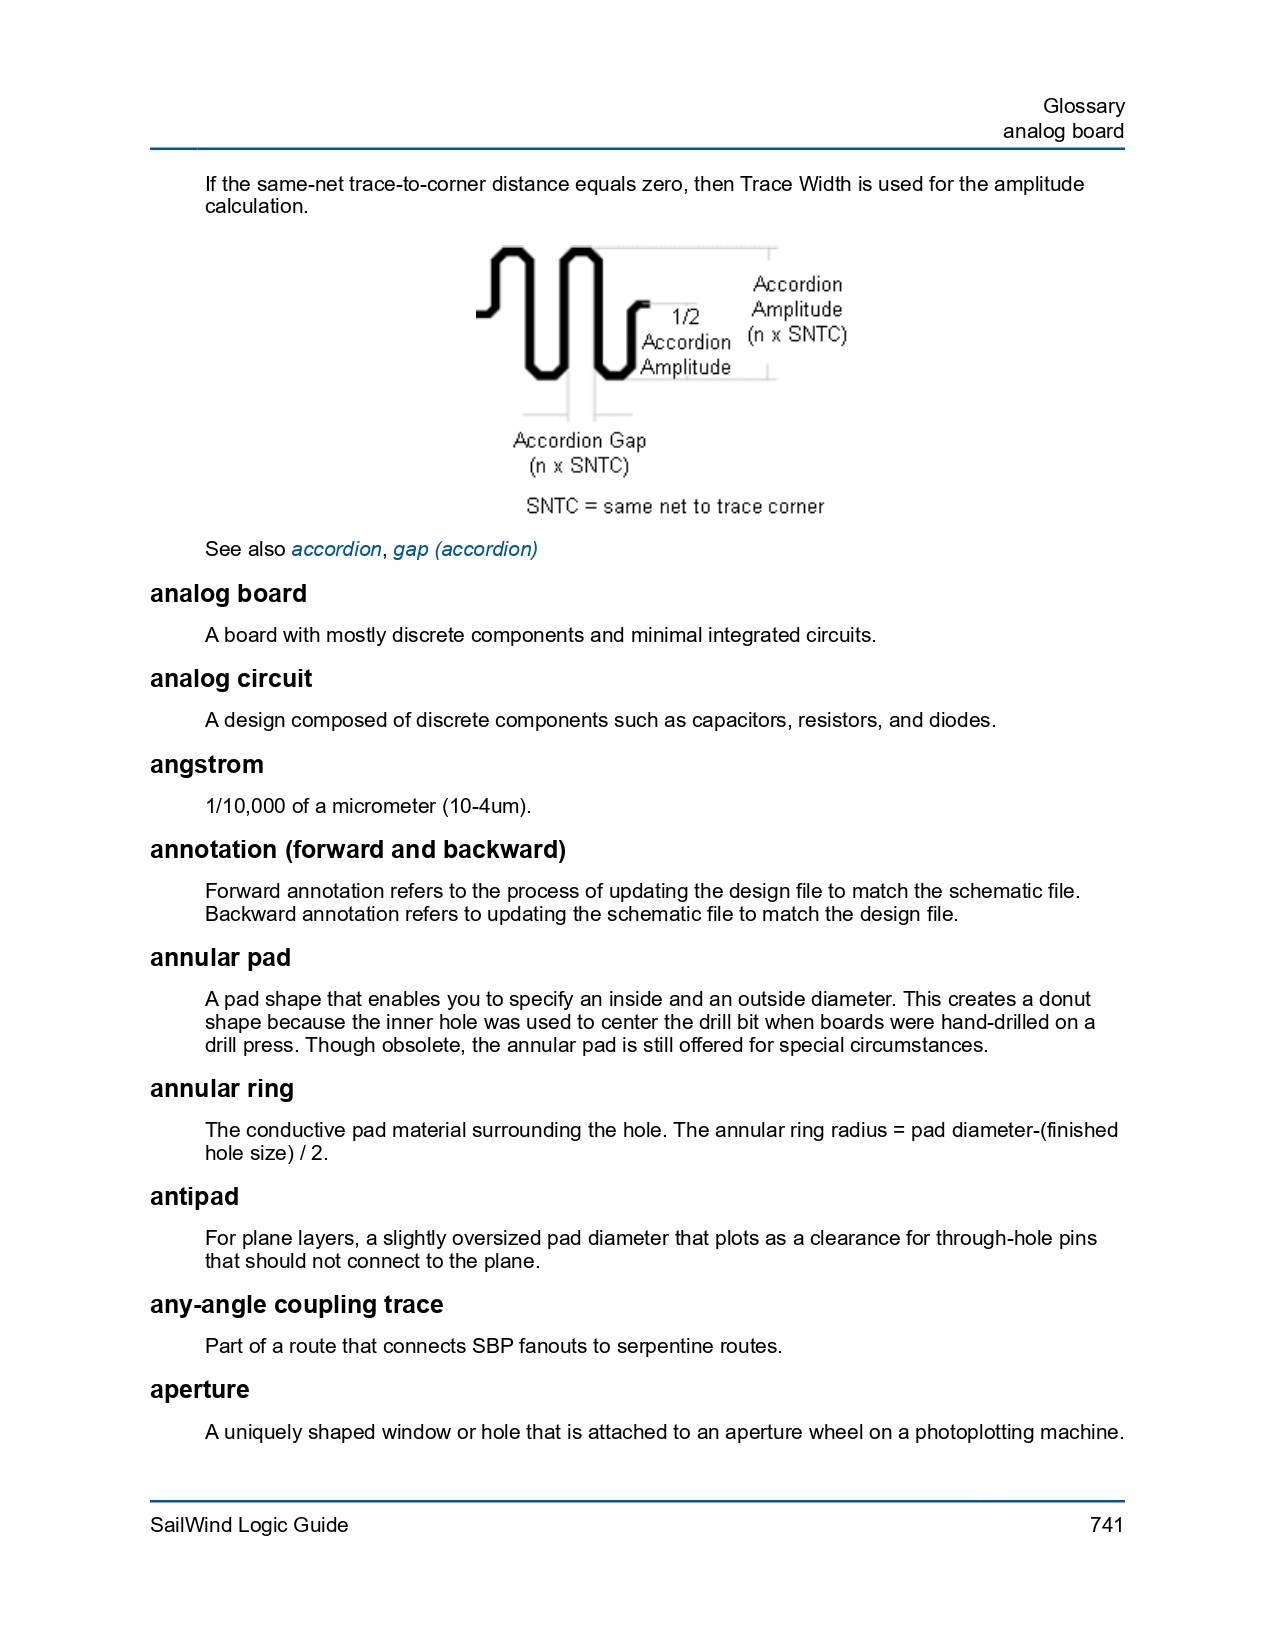 Glossary
analog board
If the same-net trace-to-corner distance equals zero, then Trace Width is used for the amplitude
calculation.
Accordion
Amplitude
(n x SNTC)
1/2
Accordion
Amplitude
Accordion Gap
(n x SNTC)
SNTC = same net to trace corner
See also accordion, gap (accordion)
analog board
A board with mostly discrete components and minimal integrated circuits.
analog circuit
A design composed of discrete components such as capacitors, resistors, and diodes.
angstrom
1/10,000 of a micrometer (10-4um).
annotation (forward and backward)
Forward annotation refers to the process of updating the design file to match the schematic file.
Backward annotation refers to updating the schematic file to match the design file.
annular pad
A pad shape that enables you to specify an inside and an outside diameter. This creates a donut
shape because the inner hole was used to center the drill bit when boards were hand-drilled on a
drill press. Though obsolete, the annular pad is still offered for special circumstances.
annular ring
The conductive pad material surrounding the hole. The annular ring radius = pad diameter-(finished
hole size) / 2.
antipad
For plane layers, a slightly oversized pad diameter that plots as a clearance for through-hole pins
that should not connect to the plane.
any-angle coupling trace
Part of a route that connects SBP fanouts to serpentine routes.
aperture
A uniquely shaped window or hole that is attached to an aperture wheel on a photoplotting machine.
SailWind Logic Guide
741